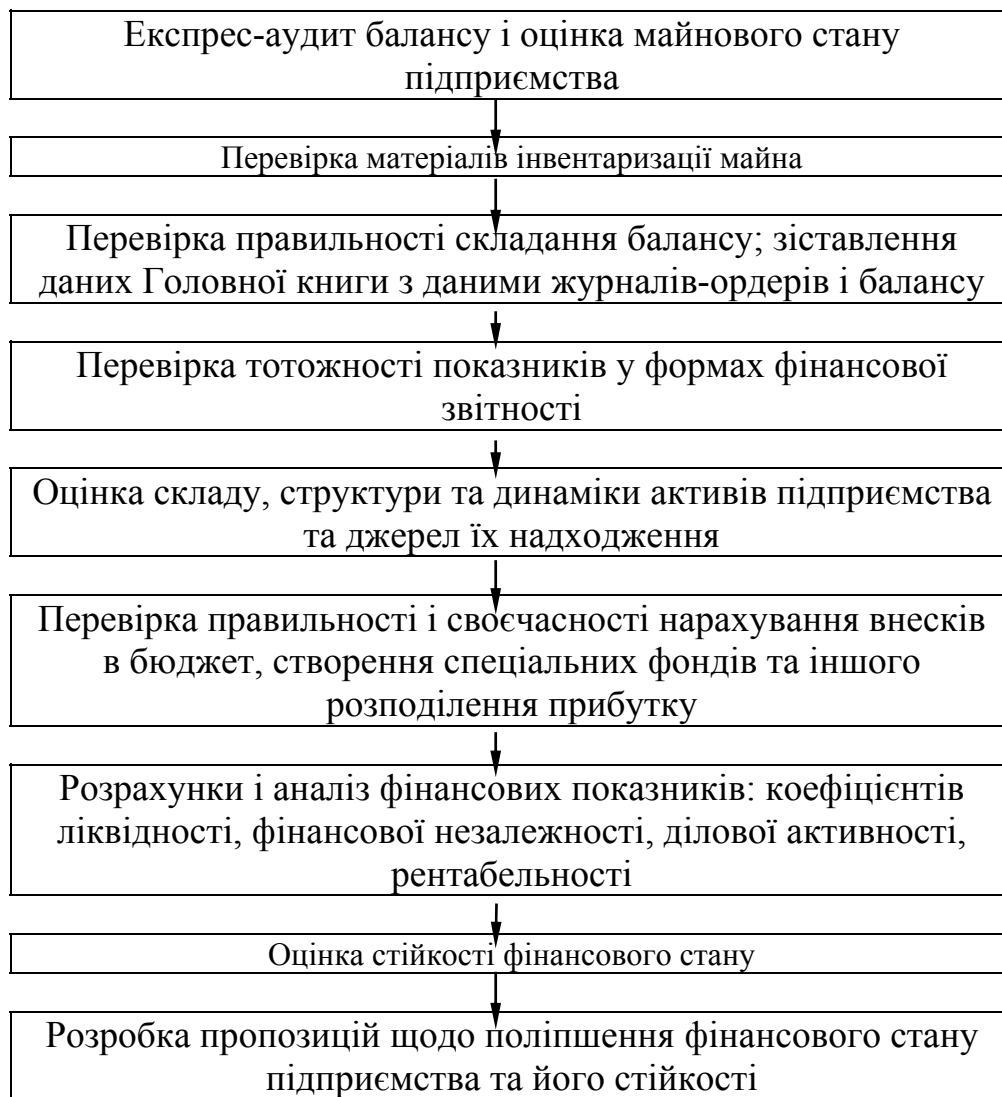 Експрес-аудит балансу і оцінка майнового стану
підприємства
Перевірка матеріалів інвентаризації майна
Перевірка правильності складання балансу; зіставлення
даних Головної книги з даними журналів-ордерів і балансу
Перевірка тотожності показників у формах фінансової
звітності
Оцінка складу, структури та динаміки активів підприємства
та джерел їх надходження
Перевірка правильності і своєчасності нарахування внесків
в бюджет, створення спеціальних фондів та іншого
розподілення прибутку
Розрахунки і аналіз фінансових показників: коефіцієнтів
ліквідності, фінансової незалежності, ділової активності,
рентабельності
Оцінка стійкості фінансового стану
Розробка пропозицій щодо поліпшення фінансового стану
підприємства та його стійкості